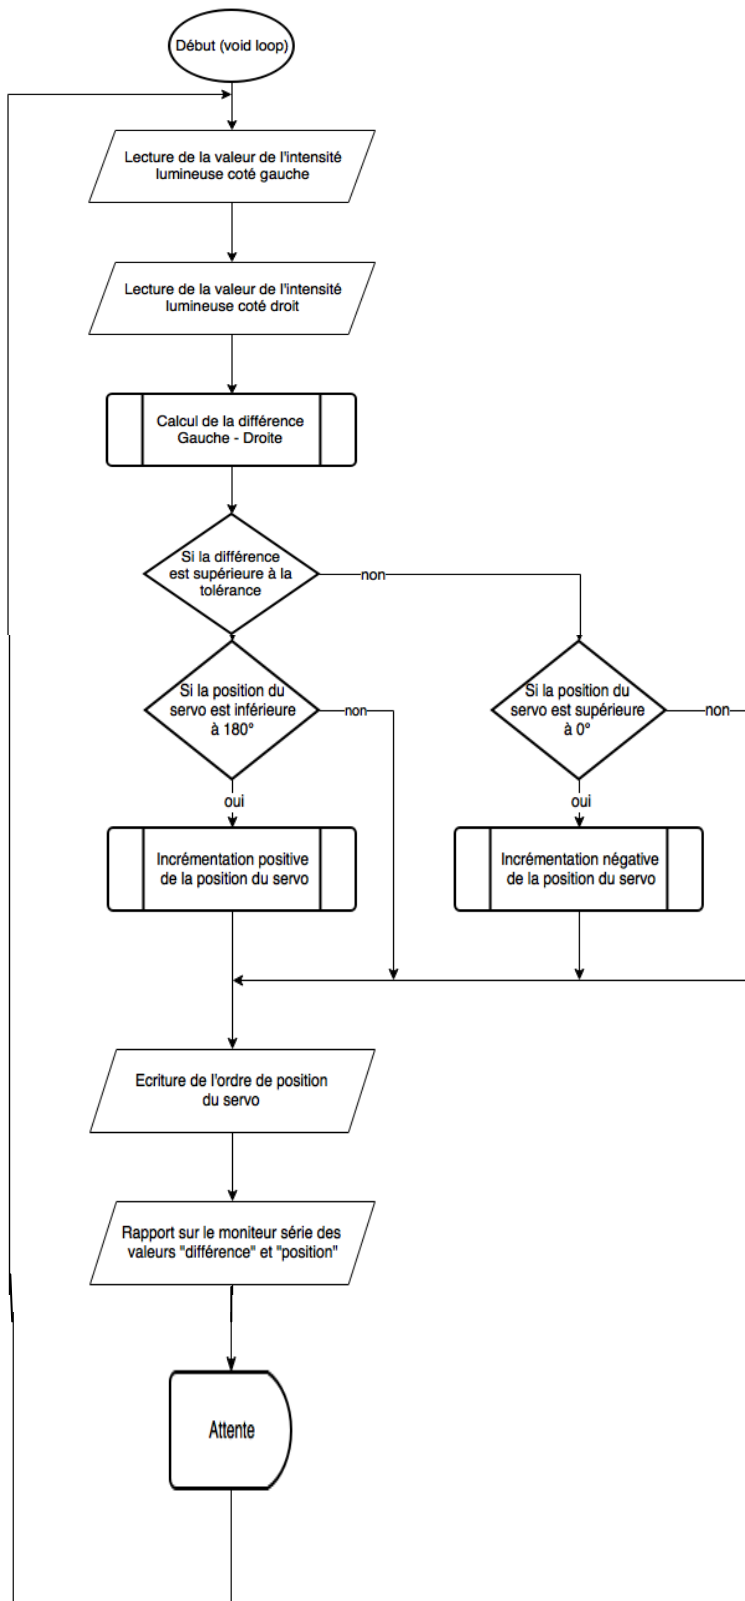 Début (void loop)
Lecture de la valeur de l'intensité
lumineuse coté gauche
Lecture de la valeur de l'intensité
lumineuse coté droit
Calcul de la différence
Gauche - Droite
Si la différence
est supérieure à la
tolérance
non
Si la position du
servo est inférieure
à 180°
non
Si la position du
servo est supérieure
à 0°
non
oui
oui
Incrémentation positive
de la position du servo
Incrémentation négative
de la position du servo
Ecriture de l'ordre de position
du servo
Rapport sur le moniteur série des
valeurs "différence" et "position"
Attente